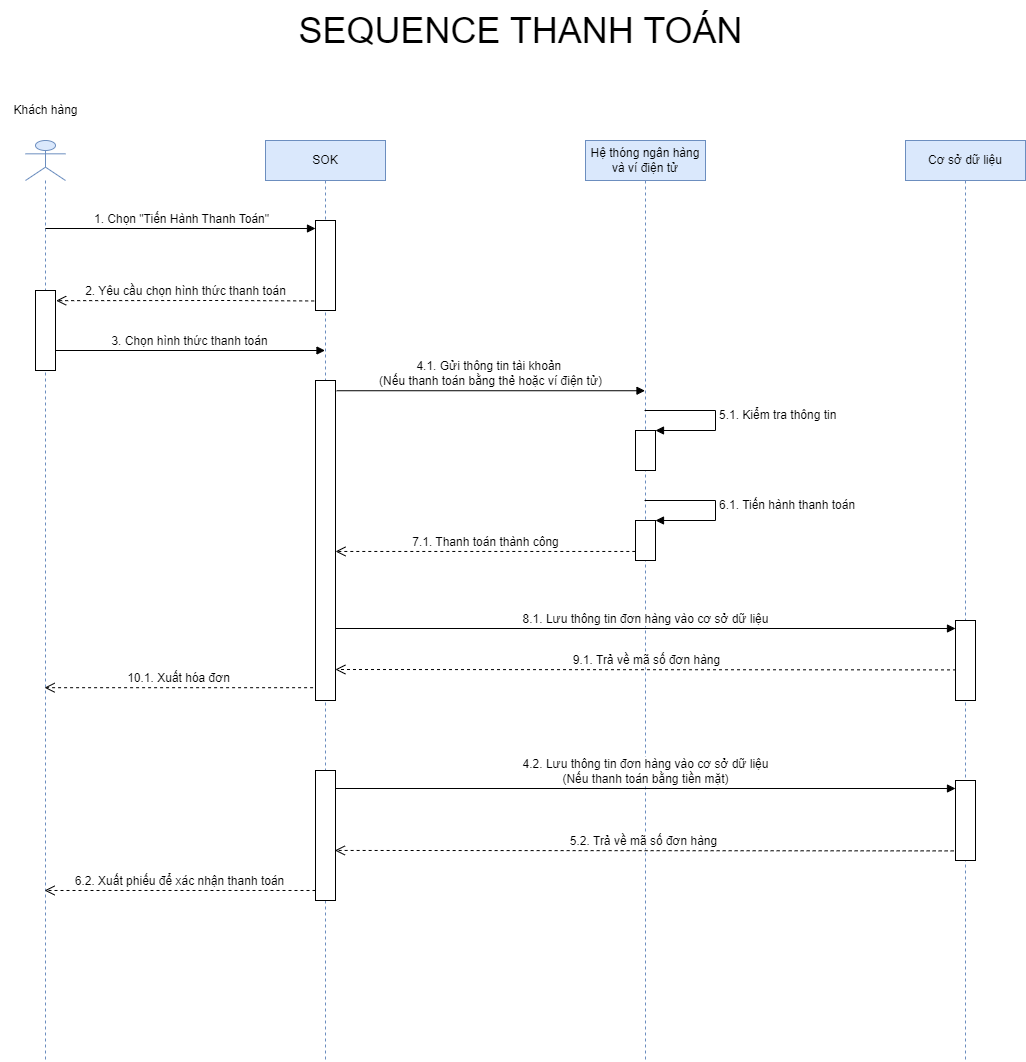 SEQUENCE THANH TOÁN
Khách hàng
SOK
Hệ thóng ngân hàng
và ví điện tử
Cơ sở dữ liệu
1. Chọn "Tiến Hành Thanh Toán"
2. Yêu cầu chọn hình thức thanh toán
3. Chọn hình thức thanh toán
4.1. Gửi thông tin tài khoản
(Nếu thanh toán bằng thẻ hoặc ví điện tử)
5.1. Kiểm tra thông tin
6.1. Tiến hành thanh toán
7.1. Thanh toán thành công
8.1. Lưu thông tin đơn hàng vào cơ sở dữ liệu
9.1. Trả về mã số đơn hàng
10.1. Xuất hóa đơn
4.2. Lưu thông tin đơn hàng vào cơ sở dữ liệu
(Nếu thanh toán bằng tiền mặt)
5.2. Trả về mã số đơn hàng
6.2. Xuất phiếu để xác nhận thanh toán